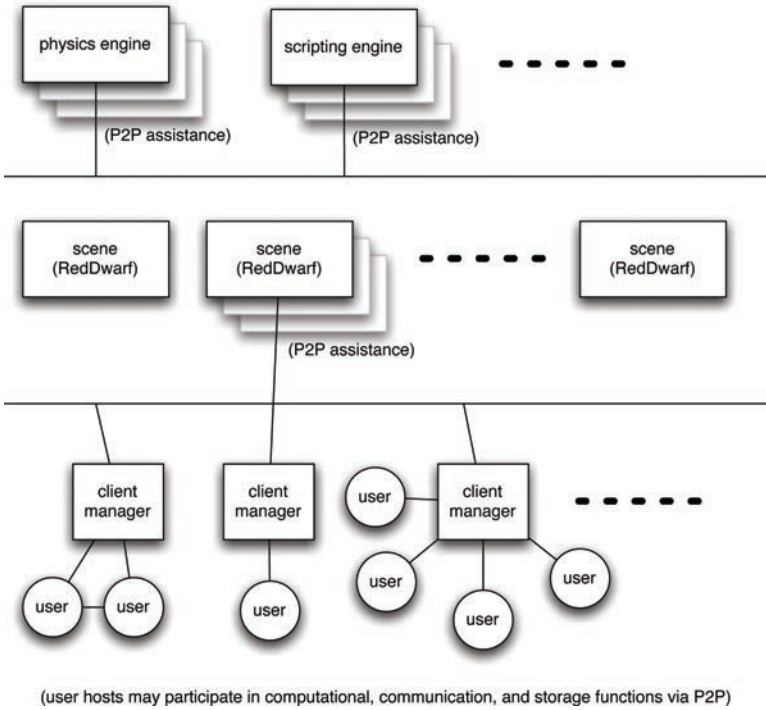 physics engine
scripting engine
(P2P assistance)
(P2P assistance)
scene
(RedDwarf)
scene
(RedDwarf)
scene
(RedDwarf)
(P2P assistance)
client
manager
client
manager
client
manager
user
user
user
user
user
user
user
(user hosts may participate in computational, communication, and storage functions via P2P)